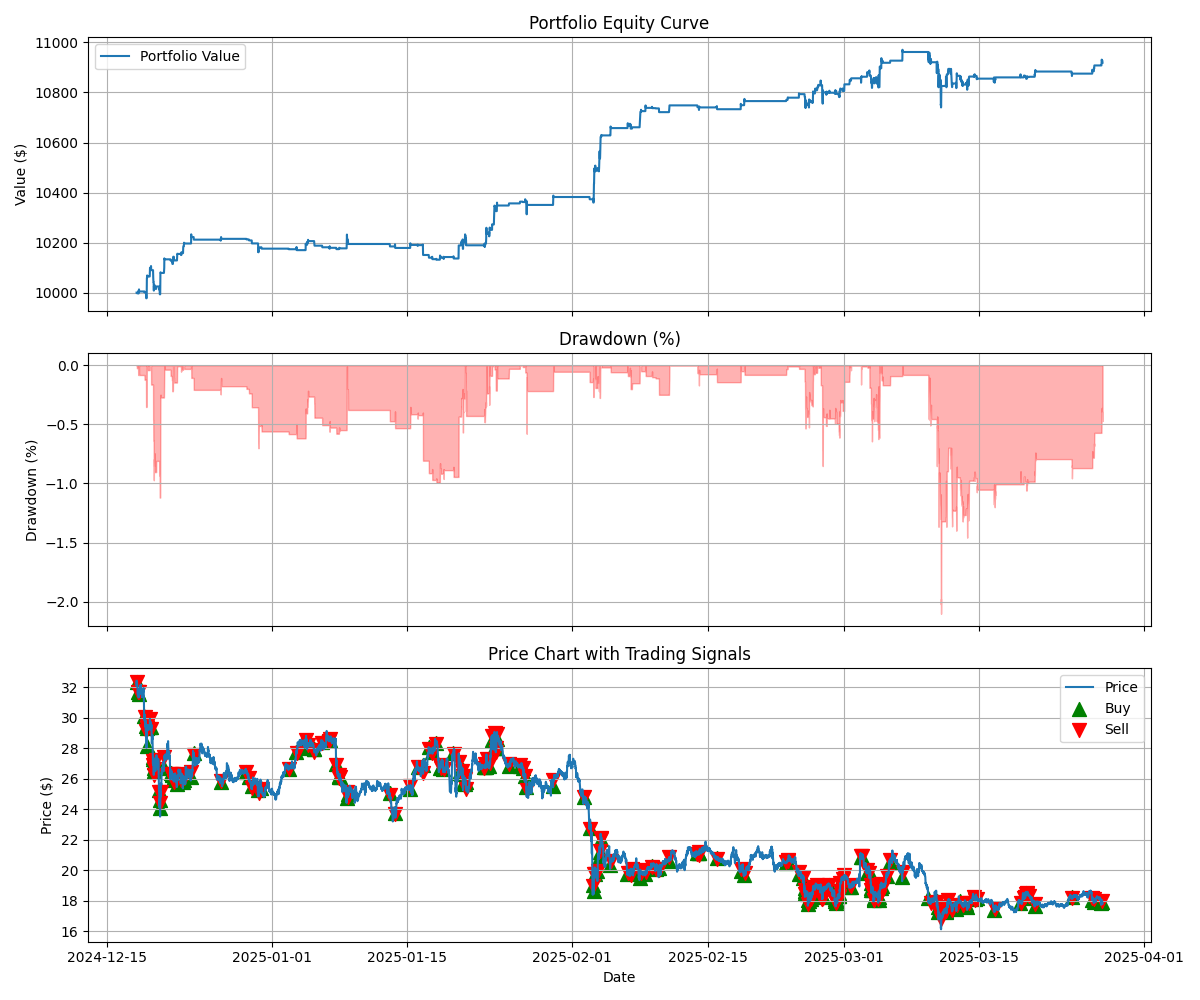 Portfolio Equity Curve
11000
10800
10600
10400
10200
10000
Value ($)
Portfolio Value
Drawdown (%)
0.0
−0.5
−1.0
−1.5
−2.0
Drawdown (%)
Price Chart with Trading Signals
32
30
28
26
24
22
20
18
16
Price ($)
Price
Buy
Sell
2024-12-15
2025-01-01
2025-01-15
2025-02-01
2025-02-15
2025-03-01
2025-03-15
2025-04-01
Date